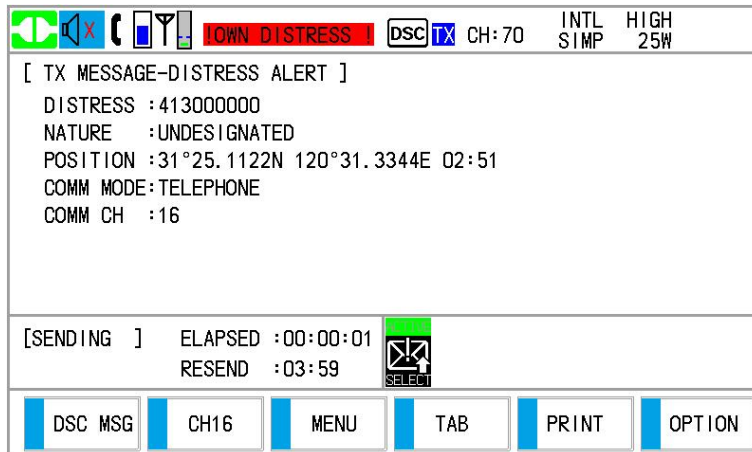 !OWN DISTRESS ! DSC TX CH:70 INTL SIMP HIGH 25W
[ TX MESSAGE-DISTRESS ALERT ]
DISTRESS :413000000
NATURE :UNDESIGNATED
POSITION :31°25.1122N 120°31.3344E 02:51
COMM MODE:TELEPHONE
COMM CH :16
[SENDING ] ELAPSED :00:00:01
RESEND :03:59
SELECT
DSC MSG CH16 MENU TAB PRINT OPTION